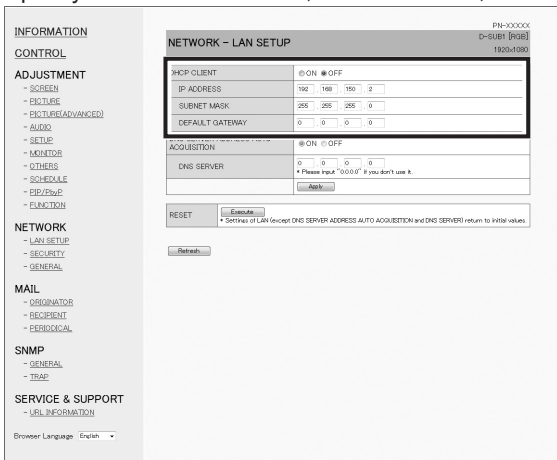 PN-XXXXX
D-SUB1 [RGB]
1920x1080
INFORMATION
CONTROL
ADJUSTMENT
- SCREEN
- PICTURE
- PICTURE(ADVANCED)
- AUDIO
- SETUP
- MONITOR
- OTHERS
- SCHEDULE
- PIP/PbyP
- FUNCTION
NETWORK
- LAN SETUP
- SECURITY
- GENERAL
MAIL
- ORIGINATOR
- RECIPIENT
- PERIODICAL
SNMP
- GENERAL
- TRAP
SERVICE & SUPPORT
- URL INFORMATION
Browser Language English
NETWORK - LAN SETUP
DHCP CLIENT ON OFF
IP ADDRESS 192 . 168 . 150 . 2
SUBNET MASK 255 . 255 . 255 . 0
DEFAULT GATEWAY 0 . 0 . 0 . 0
ACQUISITION ON OFF
DNS SERVER 0 . 0 . 0 . 0
* Please input "0.0.0.0" if you don't use it.
Apply
RESET Execute
* Settings of LAN (except DNS SERVER ADDRESS AUTO ACQUISITION and DNS SERVER) return to initial values.
Refresh